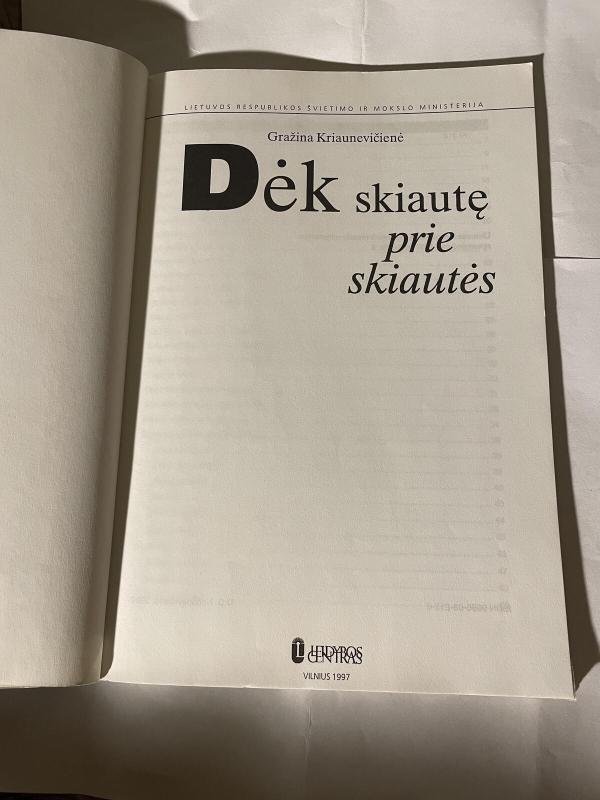 LIETUVOS RESPUBLIKOS ŠVIETIMO IR MOKSLO MINISTERIJA
Gražina Kriaunevičienė
Dėk skiautę
prie
skiautės
LEIDYBOS
CENTRAS
VILNIUS 1997